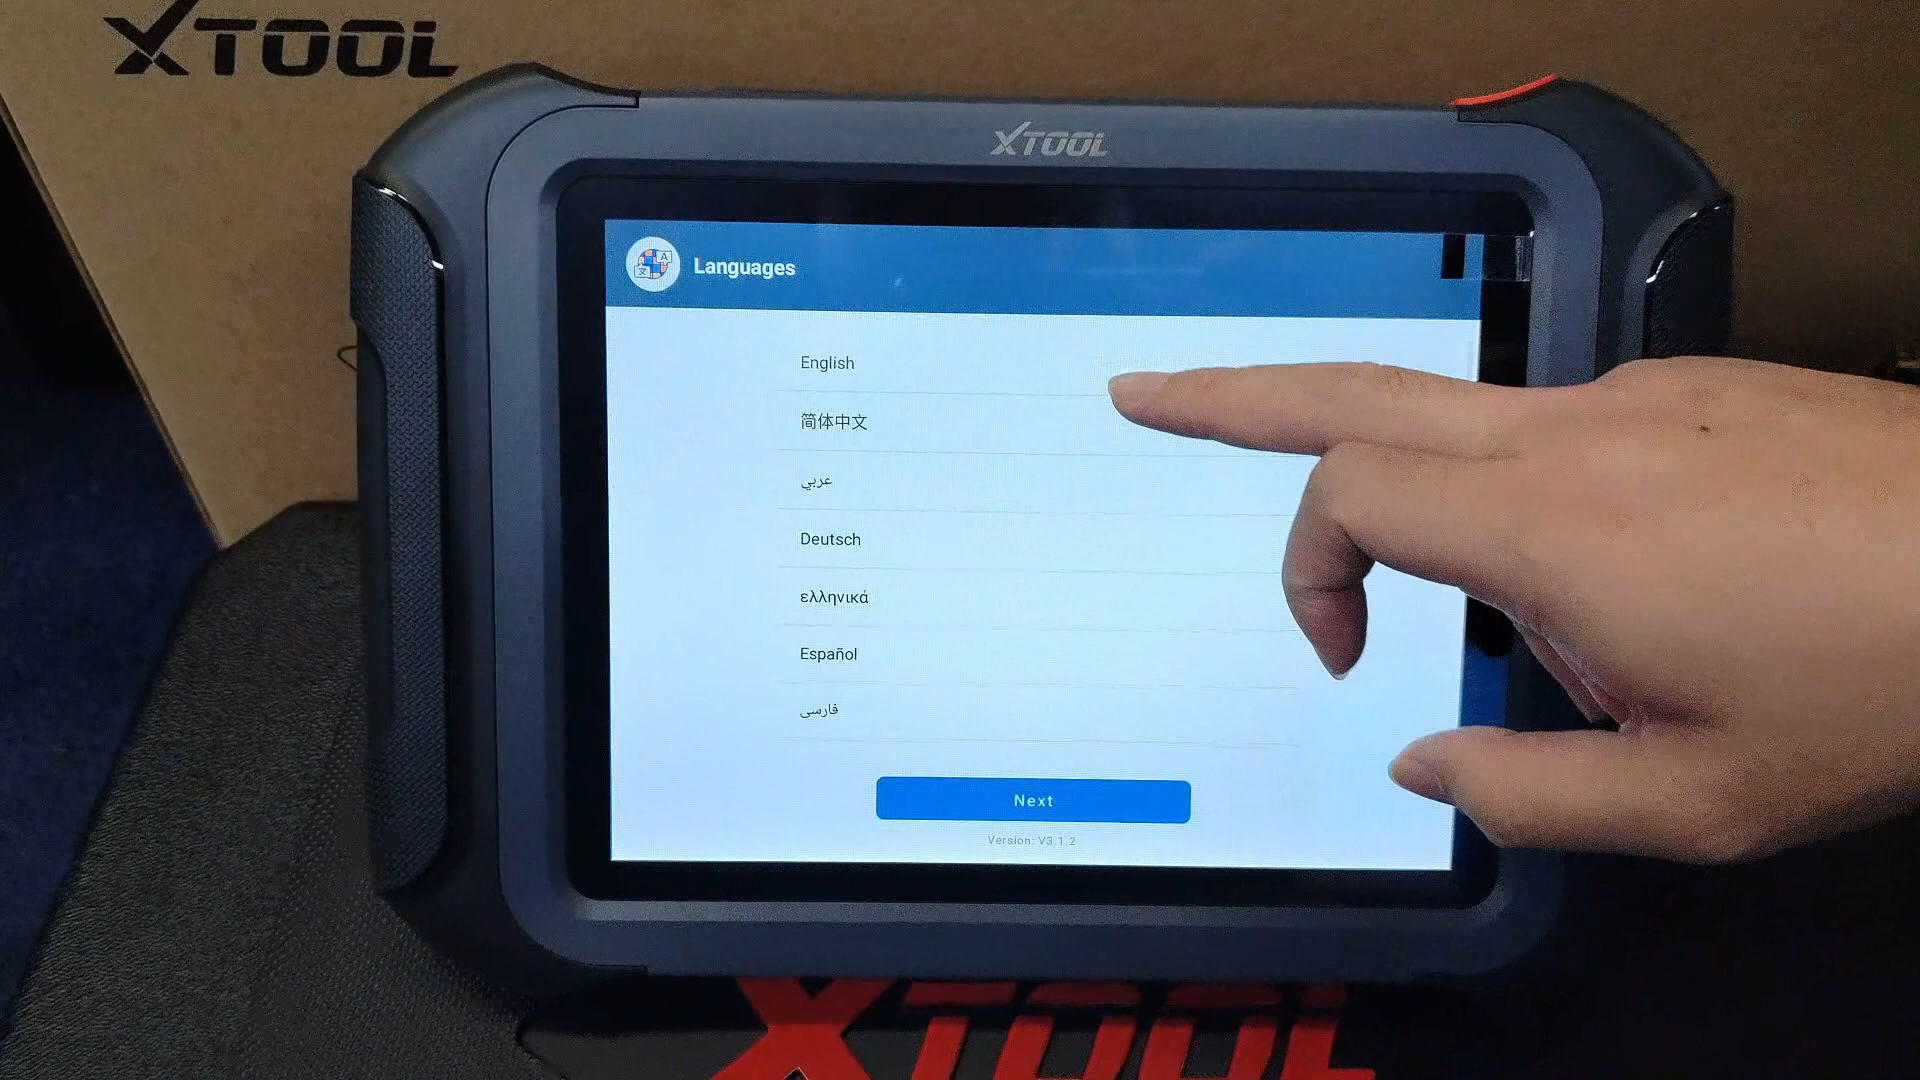 XTOOL
XTOOL
Languages
English
简体中文
عربي
Deutsch
ελληνικά
Español
فارسی
Next
Version: V3.1.2
XTOOL